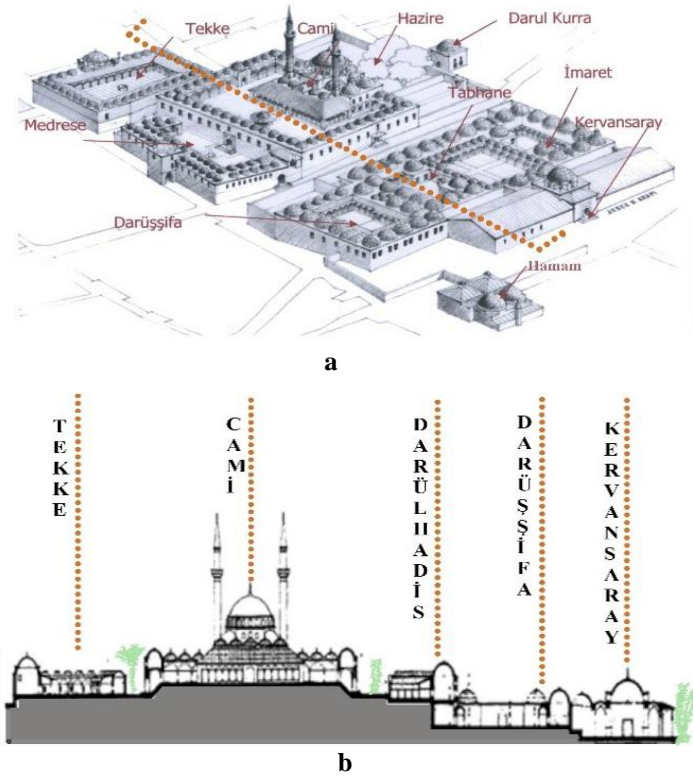 Tekke
Cami
Hazire
Darul Kurra
İmaret
Tabhane
Kervansaray
Medrese
Darüşşifa
Hamam
a
TEKKE
CAMİ
DARÜLHADİS
DARÜŞŞİFA
KERVANSARAY
b